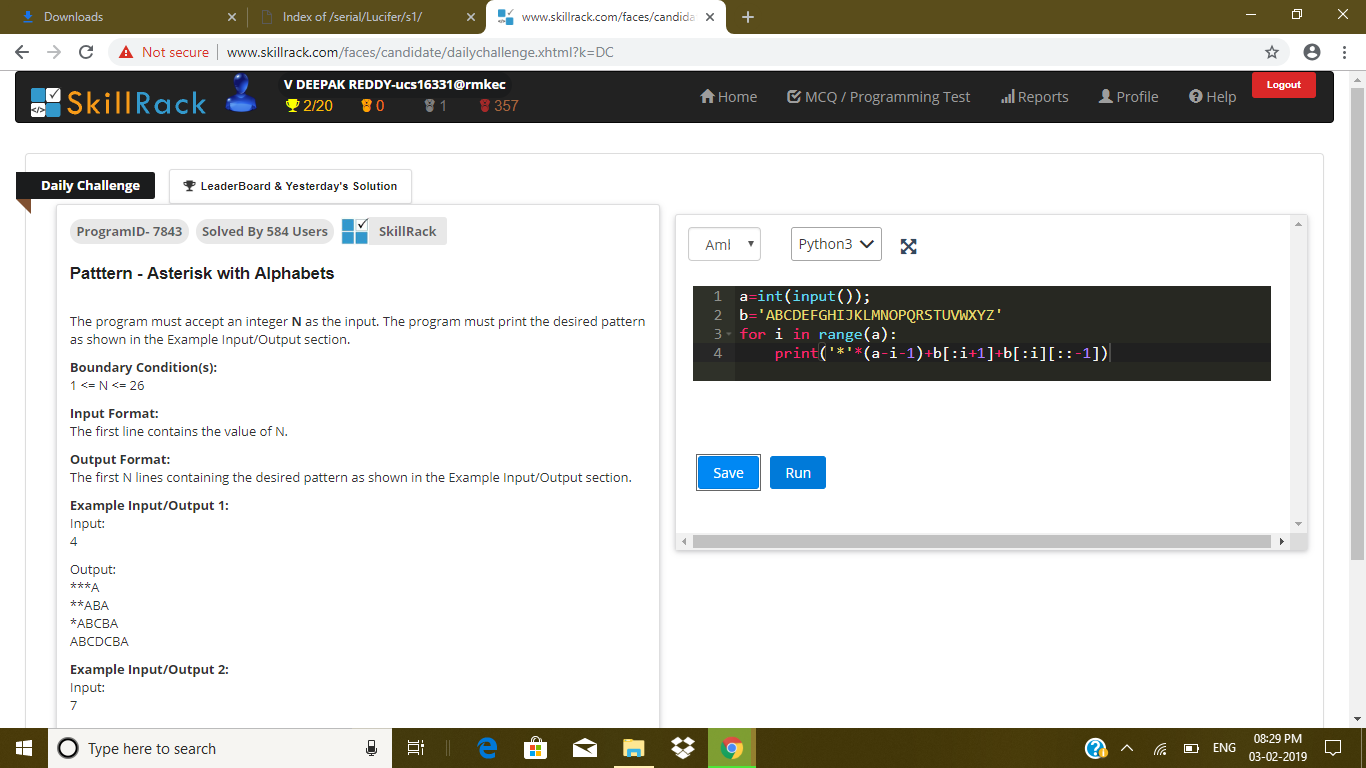 Downloads
Index of /serial/Lucifer/s1/
www.skillrack.com/faces/candida
Not secure
www.skillrack.com/faces/candidate/dailychallenge.xhtml?k=DC
SkillRack
V DEEPAK REDDY-ucs16331@rmkec
2/20 0 1 357
Home
MCQ / Programming Test
Reports
Profile
Help
Logout
Daily Challenge
LeaderBoard & Yesterday's Solution
ProgramID- 7843
Solved By 584 Users
SkillRack
Patttern - Asterisk with Alphabets
The program must accept an integer N as the input. The program must print the desired pattern
as shown in the Example Input/Output section.
Boundary Condition(s):
1 <= N <= 26
Input Format:
The first line contains the value of N.
Output Format:
The first N lines containing the desired pattern as shown in the Example Input/Output section.
Example Input/Output 1:
Input:
4
Output:
***A
**ABA
*ABCBA
ABCDCBA
Example Input/Output 2:
Input:
7
AmI
Python3
1 a=int(input());
2 b='ABCDEFGHIJKLMNOPQRSTUVWXYZ'
3 for i in range(a):
4 print('*'*(a-i-1)+b[:i+1]+b[:i][::-1])
Save
Run
Type here to search
ENG
08:29 PM
03-02-2019